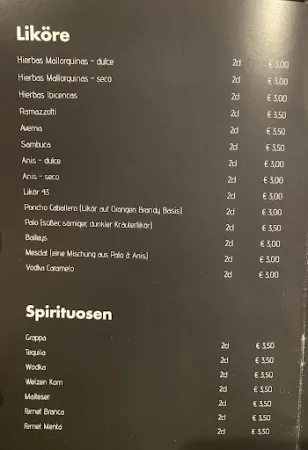 Liköre
Hierbas Mallorquinas - dulce 2cl € 3,00
Hierbas Mallorquinas - seco 2cl € 3,00
Hierbas Ibicencas 2cl € 3,00
Ramazzotti 2cl € 3,50
Averna 2cl € 3,50
Sambuca 2cl € 3,50
Anis - dulce 2cl € 3,00
Anis - seco 2cl € 3,00
Likör 43 2cl € 3,00
Poncho Caballero (Likör auf Orangen Brandy Basis) 2cl € 3,00
Palo (süßer, sämiger, dunkler Kräuterlikör) 2cl € 3,50
Baileys 2cl € 3,00
Mesclat (eine Mischung aus Palo & Anis) 2cl € 3,00
Vodka Caramelo 2cl € 3,00
Spirituosen
Grappa 2cl € 3,50
Tequila 2cl € 3,50
Wodka 2cl € 3,50
Weizen Korn 2cl € 3,50
Malteser 2cl € 3,50
Fernet Branca 2cl € 3,50
Fernet Menta 2cl € 3,50